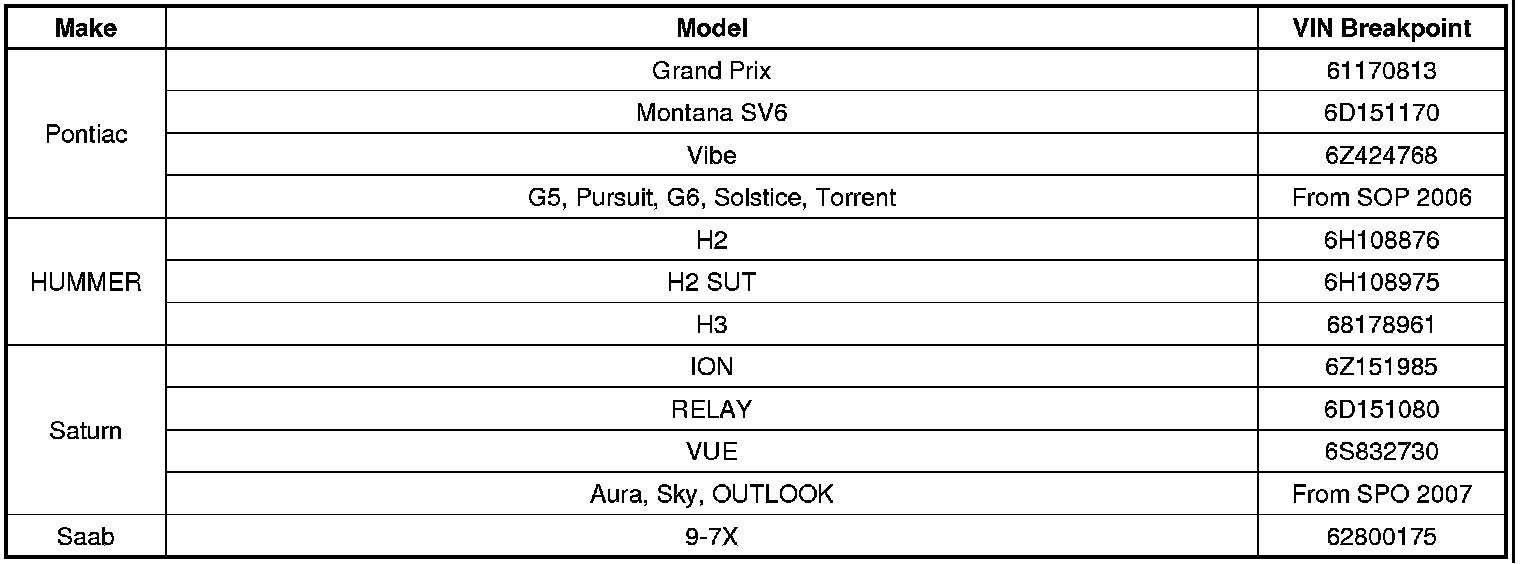 Make Model VIN Breakpoint
Pontiac Grand Prix 61170813
Montana SV6 6D151170
Vibe 6Z424768
G5, Pursuit, G6, Solstice, Torrent From SOP 2006
HUMMER H2 6H108876
H2 SUT 6H108975
H3 68178961
Saturn ION 6Z151985
RELAY 6D151080
VUE 6S832730
Aura, Sky, OUTLOOK From SPO 2007
Saab 9-7X 62800175